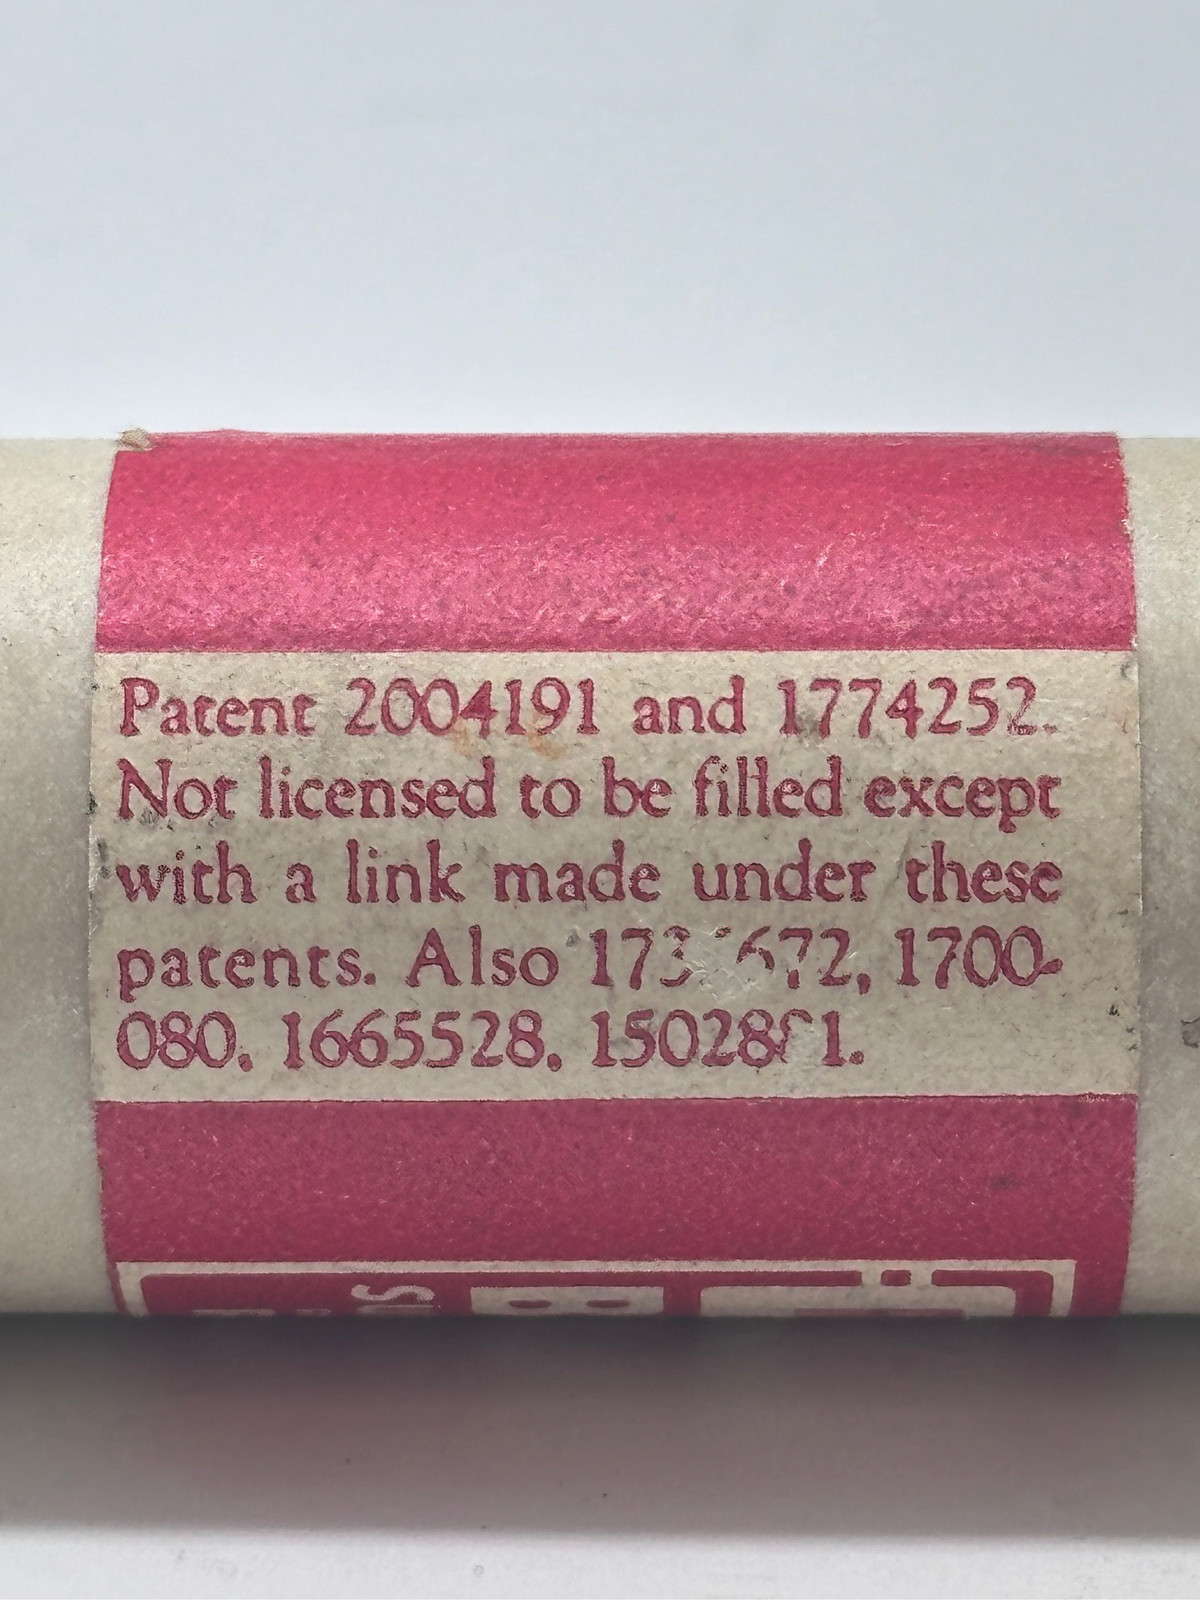 Patent 2004191 and 1774252.
Not licensed to be filled except
with a link made under these
patents. Also 1700-
080, 1665528,